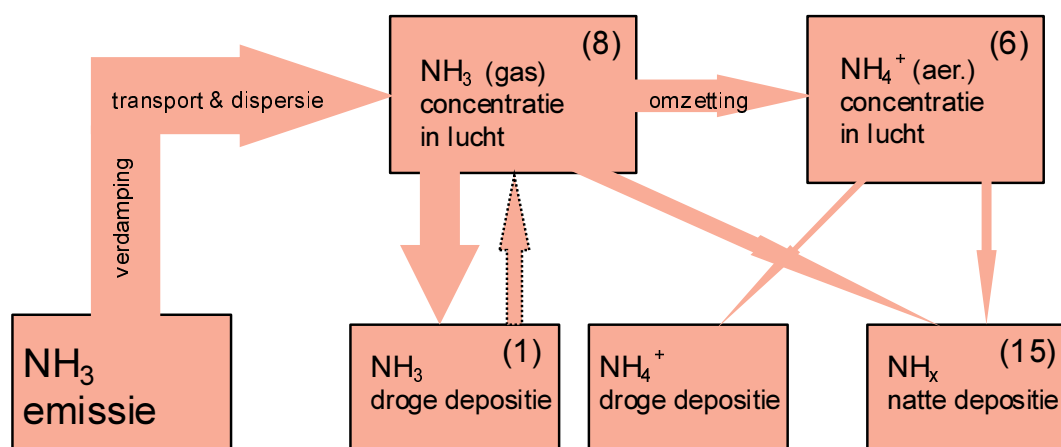 (8)
NH₃ (gas)
concentratie
in lucht
(6)
NH₄⁺ (aer.)
concentratie
in lucht
transport & dispersie
omzetting
verdamping
NH₃
emissie
(1)
NH₃
droge depositie
NH₄⁺
droge depositie
(15)
NHₓ
natte depositie